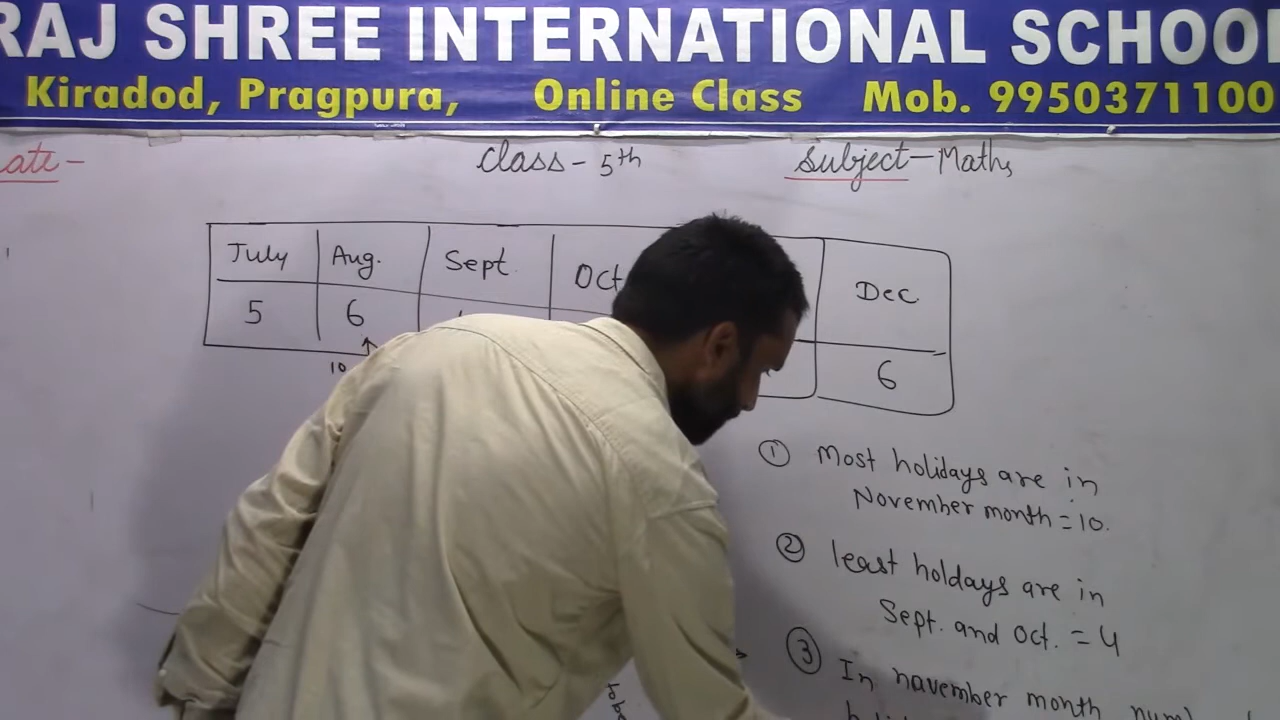 RAJ SHREE INTERNATIONAL SCHOOL
Kiradod, Pragpura, Online Class Mob. 9950371100
ate-
Class - 5th
Subject - Maths
July Aug. Sept. Oct Dec
5 6 6
10
① Most holidays are in
November month = 10.
② least holdays are in
Sept. and Oct. = 4
③ In navember month